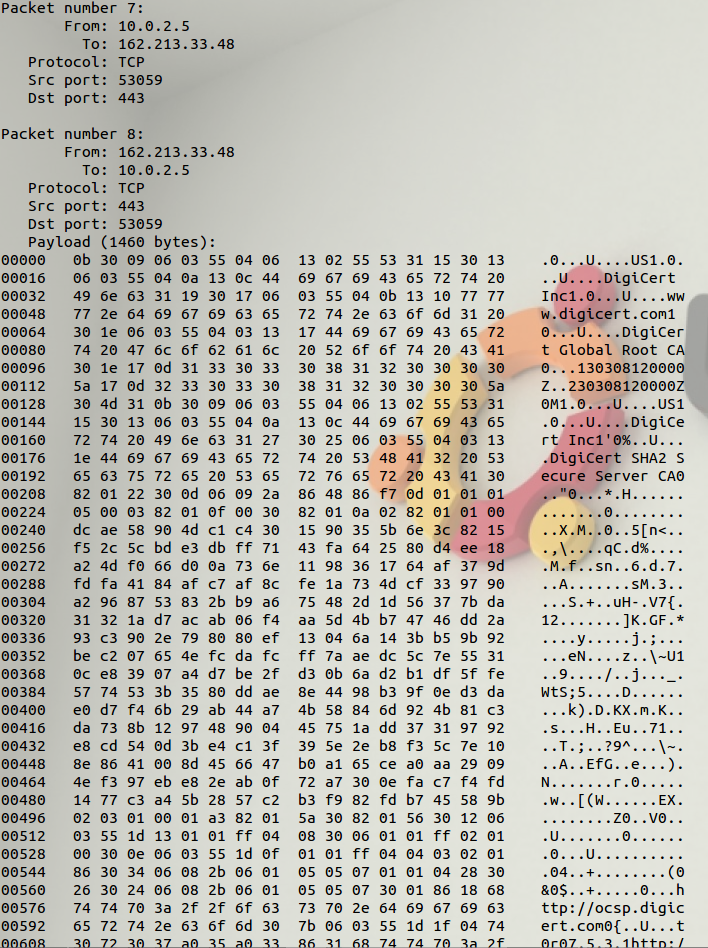 Packet number 7:
       From: 10.0.2.5
         To: 162.213.33.48
   Protocol: TCP
   Src port: 53059
   Dst port: 443

Packet number 8:
       From: 162.213.33.48
         To: 10.0.2.5
   Protocol: TCP
   Src port: 443
   Dst port: 53059
   Payload (1460 bytes):
00000   0b 30 09 06 03 55 04 06  13 02 55 53 31 15 30 13    .0...U....US1.0.
00016   06 03 55 04 0a 13 0c 44  69 67 69 43 65 72 74 20    ..U....DigiCert
00032   49 6e 63 31 19 30 17 06  03 55 04 0b 13 10 77 77    Inc1.0...U....ww
00048   77 2e 64 69 67 69 63 65  72 74 2e 63 6f 6d 31 20    w.digicert.com1
00064   30 1e 06 03 55 04 03 13  17 44 69 67 69 43 65 72    0...U....DigiCer
00080   74 20 47 6c 6f 62 61 6c  20 52 6f 6f 74 20 43 41    t Global Root CA
00096   30 1e 17 0d 31 33 30 33  30 38 31 32 30 30 30 30    0...130308120000
00112   5a 17 0d 32 33 30 33 30  38 31 32 30 30 30 30 5a    Z..230308120000Z
00128   30 4d 31 0b 30 09 06 03  55 04 06 13 02 55 53 31    0M1.0...U....US1
00144   15 30 13 06 03 55 04 0a  13 0c 44 69 67 69 43 65    .0...U....DigiCe
00160   72 74 20 49 6e 63 31 27  30 25 06 03 55 04 03 13    rt Inc1'0%..U...
00176   1e 44 69 67 69 43 65 72  74 20 53 48 41 32 20 53    .DigiCert SHA2 S
00192   65 63 75 72 65 20 53 65  72 76 65 72 20 43 41 30    ecure Server CA0
00208   82 01 22 30 0d 06 09 2a  86 48 86 f7 0d 01 01 01    .."0...*.H......
00224   05 00 03 82 01 0f 00 30  82 01 0a 02 82 01 01 00    .......0........
00240   dc ae 58 90 4d c1 c4 30  15 90 35 5b 6e 3c 82 15    ..X.M..0..5[n<..
00256   f5 2c 5c bd e3 db ff 71  43 fa 64 25 80 d4 ee 18    .,\....qC.d%....
00272   a2 4d f0 66 d0 0a 73 6e  11 98 36 17 64 af 37 9d    .M.f..sn..6.d.7.
00288   fd fa 41 84 af c7 af 8c  fe 1a 73 4d cf 33 97 90    ..A.......sM.3..
00304   a2 96 87 53 83 2b b9 a6  75 48 2d 1d 56 37 7b da    ...S.+..uH-.V7{.
00320   31 32 1a d7 ac ab 06 f4  aa 5d 4b b7 47 46 dd 2a    12.......]K.GF.*
00336   93 c3 90 2e 79 80 80 ef  13 04 6a 14 3b b5 9b 92    ....y.....j.;...
00352   be c2 07 65 4e fc da fc  ff 7a ae dc 5c 7e 55 31    ...eN....z..\~U1
00368   0c e8 39 07 a4 d7 be 2f  d3 0b 6a d2 b1 df 5f fe    ..9..../..j..._.
00384   57 74 53 3b 35 80 dd ae  8e 44 98 b3 9f 0e d3 da    WtS;5....D......
00400   e0 d7 f4 6b 29 ab 44 a7  4b 58 84 6d 92 4b 81 c3    ...k).D.KX.m.K..
00416   da 73 8b 12 97 48 90 04  45 75 1a dd 37 31 97 92    .s...H..Eu..71..
00432   e8 cd 54 0d 3b e4 c1 3f  39 5e 2e b8 f3 5c 7e 10    ..T.;..?9^...\~.
00448   8e 86 41 00 8d 45 66 47  b0 a1 65 ce a0 aa 29 09    ..A..EfG..e...).
00464   4e f3 97 eb e8 2e ab 0f  72 a7 30 0e fa c7 f4 fd    N.......r.0.....
00480   14 77 c3 a4 5b 28 57 c2  b3 f9 82 fd b7 45 58 9b    .w..[(W......EX.
00496   02 03 01 00 01 a3 82 01  5a 30 82 01 56 30 12 06    ........Z0..V0..
00512   03 55 1d 13 01 01 ff 04  08 30 06 01 01 ff 02 01    .U.......0......
00528   00 30 0e 06 03 55 1d 0f  01 01 ff 04 04 03 02 01    .0...U..........
00544   86 30 34 06 08 2b 06 01  05 05 07 01 01 04 28 30    .04..+........(0
00560   26 30 24 06 08 2b 06 01  05 05 07 30 01 86 18 68    &0$..+.....0...h
00576   74 74 70 3a 2f 2f 6f 63  73 70 2e 64 69 67 69 63    ttp://ocsp.digic
00592   65 72 74 2e 63 6f 6d 30  7b 06 03 55 1d 1f 04 74    ert.com0{..U...t
00608   30 72 30 37 a0 35 a0 33  86 31 68 74 74 70 3a 2f    0r07.5.3.1http:/